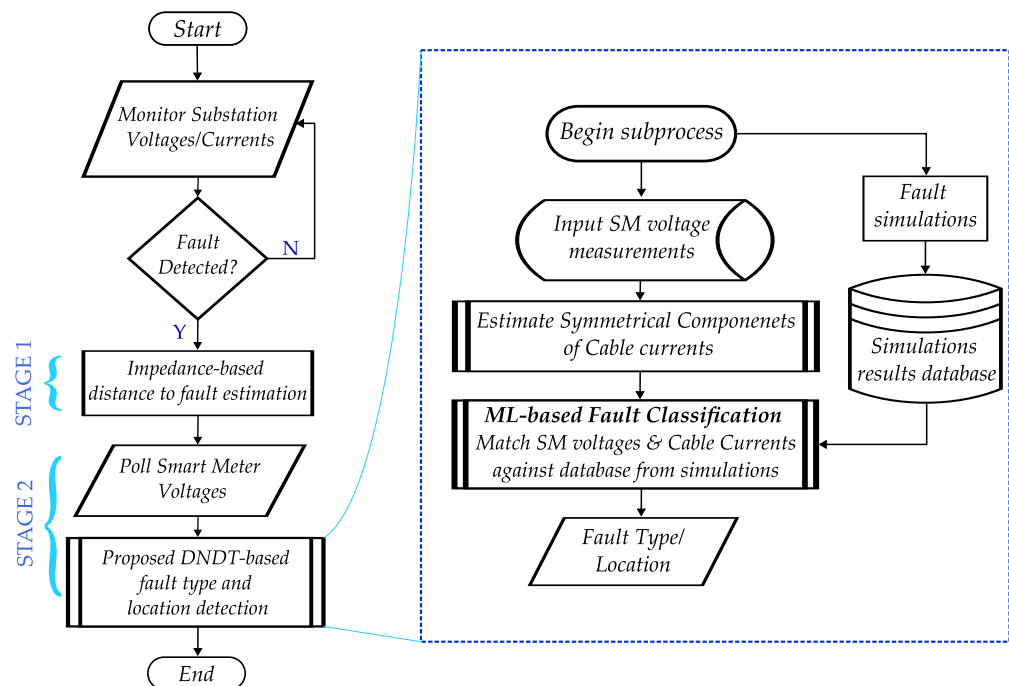 Start
Monitor Substation
Voltages/Currents
Fault
Detected?
N
Y
STAGE 1
Impedance-based
distance to fault estimation
STAGE 2
Poll Smart Meter
Voltages
Proposed DNDT-based
fault type and
location detection
End
Begin subprocess
Input SM voltage
measurements
Estimate Symmetrical Componenets
of Cable currents
ML-based Fault Classification
Match SM voltages & Cable Currents
against database from simulations
Fault Type/
Location
Fault
simulations
Simulations
results database